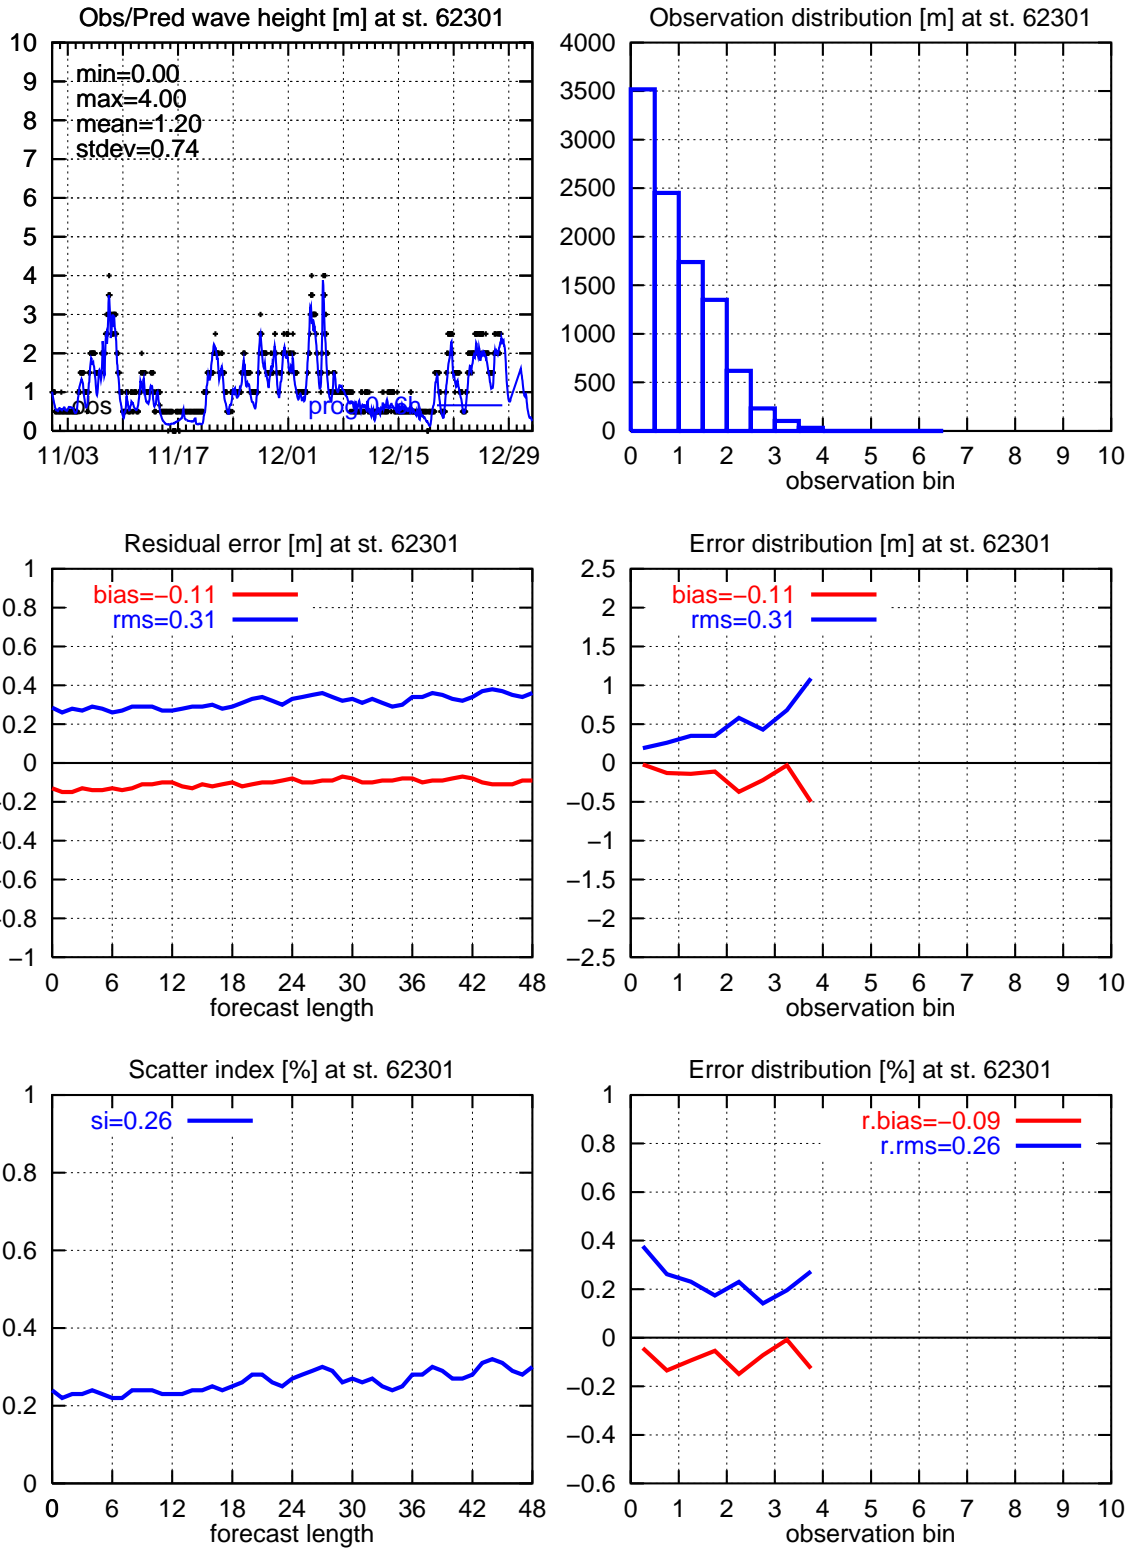 Obs/Pred wave height [m] at st. 62301
10
9
8
7
6
5
4
3
2
1
0
min=0.00
max=4.00
mean=1.20
stdev=0.74
obs
11/03 11/17 12/01 12/15 12/29
Observation distribution [m] at st. 62301
4000
3500
3000
2500
2000
1500
1000
500
0
0 1 2 3 4 5 6 7 8 9 10
observation bin
Residual error [m] at st. 62301
1
0.8
0.6
0.4
0.2
0
-0.2
-0.4
-0.6
-0.8
−1
bias=−0.11
rms=0.31
0 6 12 18 24 30 36 42 48
forecast length
Error distribution [m] at st. 62301
2.5
2
1.5
1
0.5
0
−0.5
−1
−1.5
−2
−2.5
bias=−0.11
rms=0.31
0 1 2 3 4 5 6 7 8 9 10
observation bin
Scatter index [%] at st. 62301
1
0.8
0.6
0.4
0.2
0
si=0.26
0 6 12 18 24 30 36 42 48
forecast length
Error distribution [%] at st. 62301
1
0.8
0.6
0.4
0.2
0
−0.2
−0.4
−0.6
r.bias=−0.09
r.rms=0.26
0 1 2 3 4 5 6 7 8 9 10
observation bin